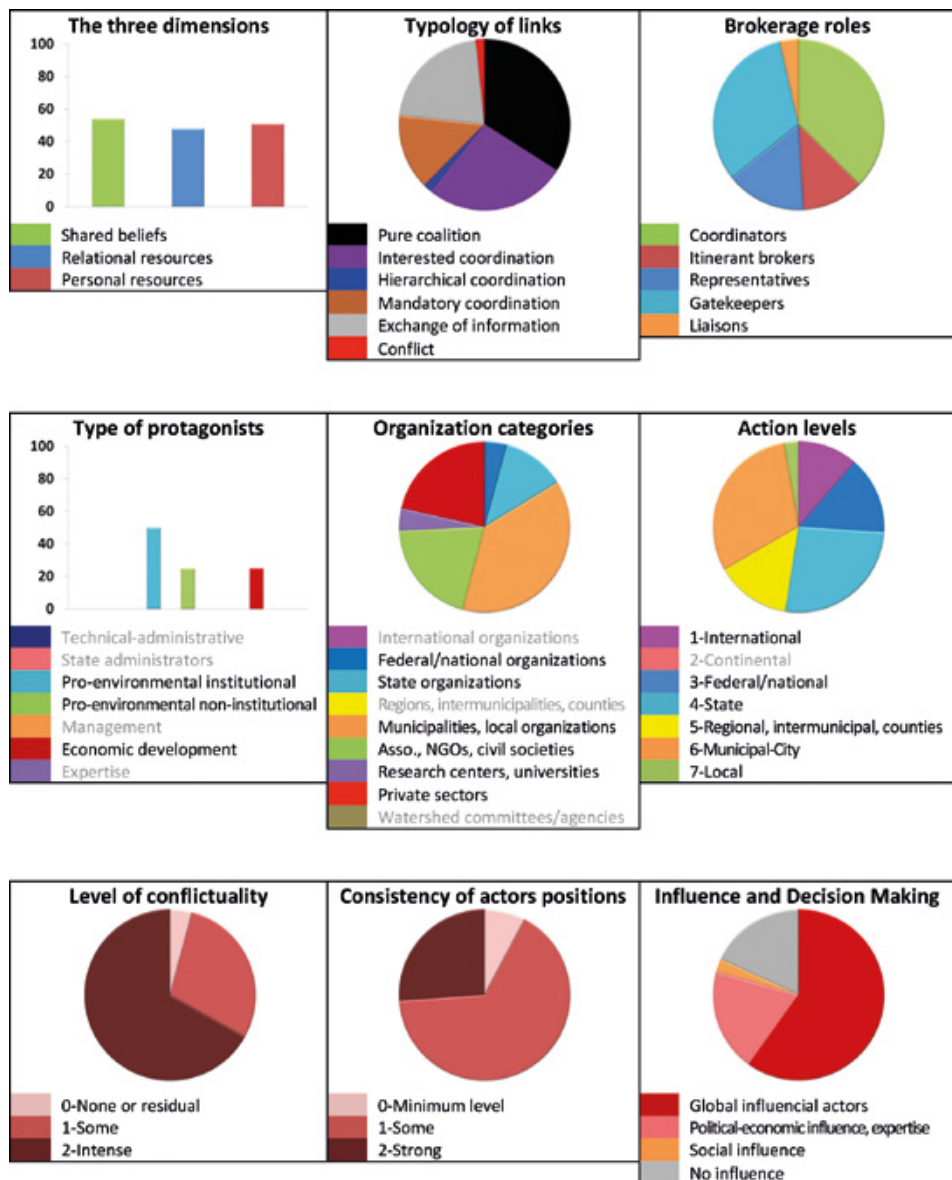 The three dimensions
100
80
60
40
20
0
Shared beliefs
Relational resources
Personal resources
Typology of links
Pure coalition
Interested coordination
Hierarchical coordination
Mandatory coordination
Exchange of information
Conflict
Brokerage roles
Coordinators
Itinerant brokers
Representatives
Gatekeepers
Liaisons
Type of protagonists
100
80
60
40
20
0
Technical-administrative
State administrators
Pro-environmental institutional
Pro-environmental non-institutional
Management
Economic development
Expertise
Organization categories
International organizations
Federal/national organizations
State organizations
Regions, intermunicipalities, counties
Municipalities, local organizations
Asso., NGOs, civil societies
Research centers, universities
Private sectors
Watershed committees/agencies
Action levels
1-International
2-Continental
3-Federal/national
4-State
5-Regional, intermunicipal, counties
6-Municipal-City
7-Local
Level of conflictuality
0-None or residual
1-Some
2-Intense
Consistency of actors positions
0-Minimum level
1-Some
2-Strong
Influence and Decision Making
Global influencial actors
Political-economic influence, expertise
Social influence
No influence